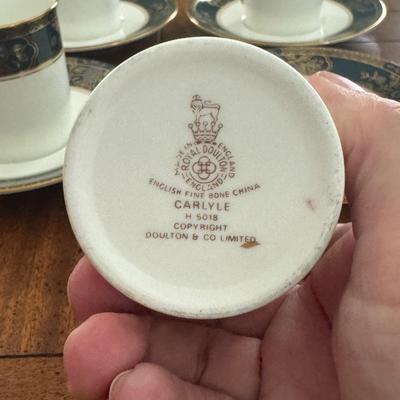 MADE IN ENGLAND
ROYAL DOULTON
ENGLAND
ENGLISH FINE BONE CHINA
CARLYLE
H 5018
COPYRIGHT
DOULTON & CO LIMITED